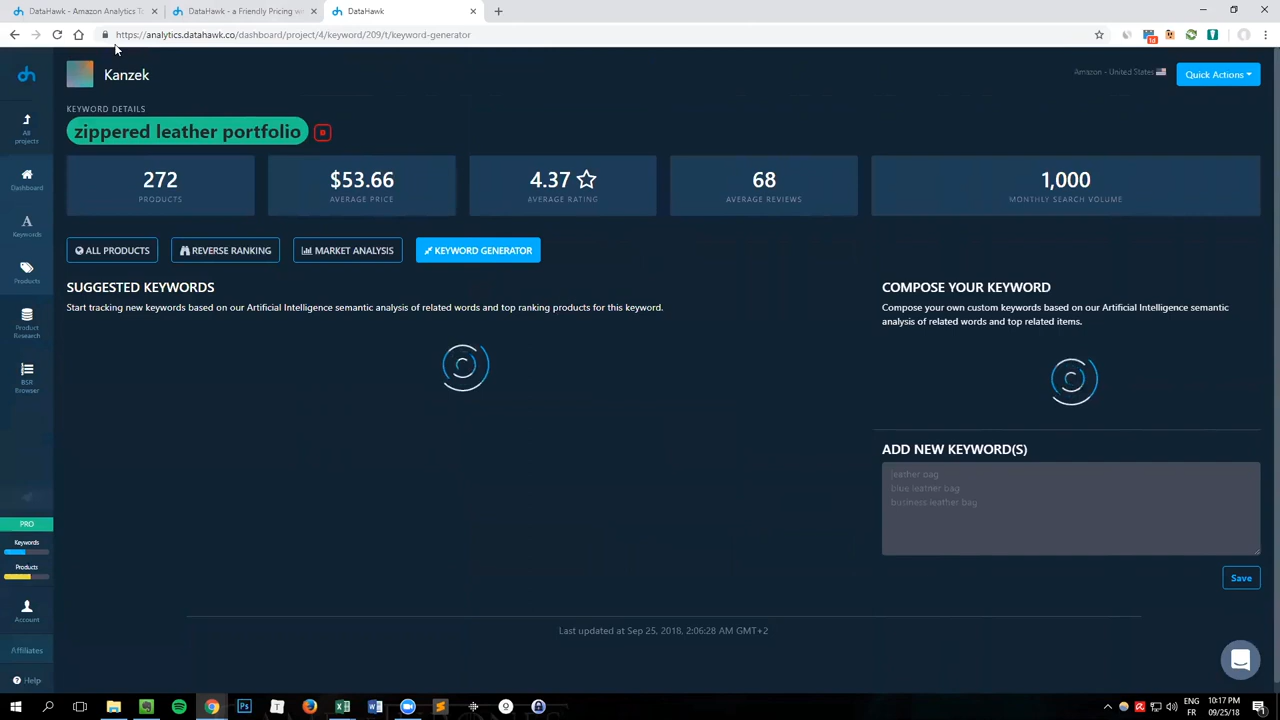 DataHawk - Amazon Analytics To
DataHawk - a Friendly Pricing w
DataHawk
https://analytics.datahawk.co/dashboard/project/4/keyword/209/t/keyword-generator
1d
Kanzek
Amazon - United States
Quick Actions
All projects
Dashboard
Keywords
Products
Product Research
BSR Browser
PRO
Keywords
Products
Account
Affiliates
Help
KEYWORD DETAILS
zippered leather portfolio
272
PRODUCTS
$53.66
AVERAGE PRICE
4.37
AVERAGE RATING
68
AVERAGE REVIEWS
1,000
MONTHLY SEARCH VOLUME
ALL PRODUCTS
REVERSE RANKING
MARKET ANALYSIS
KEYWORD GENERATOR
SUGGESTED KEYWORDS
Start tracking new keywords based on our Artificial Intelligence semantic analysis of related words and top ranking products for this keyword.
COMPOSE YOUR KEYWORD
Compose your own custom keywords based on our Artificial Intelligence semantic
analysis of related words and top related items.
ADD NEW KEYWORD(S)
leather bag
blue leather bag
business leather bag
Save
Last updated at Sep 25, 2018, 2:06:28 AM GMT+2
ENG
FR
10:17 PM
09/25/18